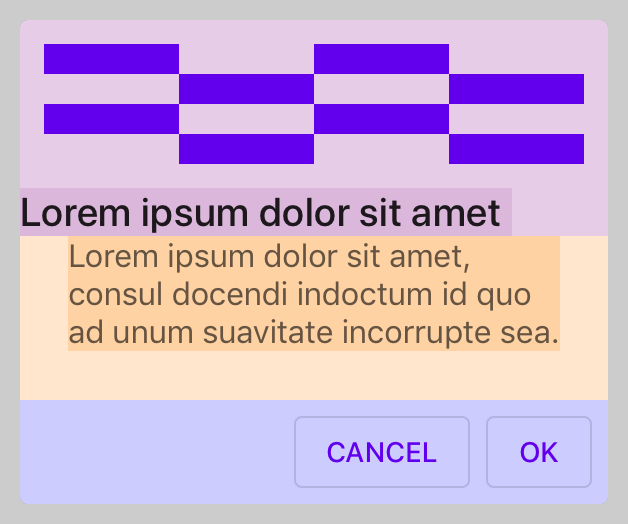 Lorem ipsum dolor sit amet
Lorem ipsum dolor sit amet,
consul docendi indoctum id quo
ad unum suavitate incorrupte sea.
CANCEL
OK